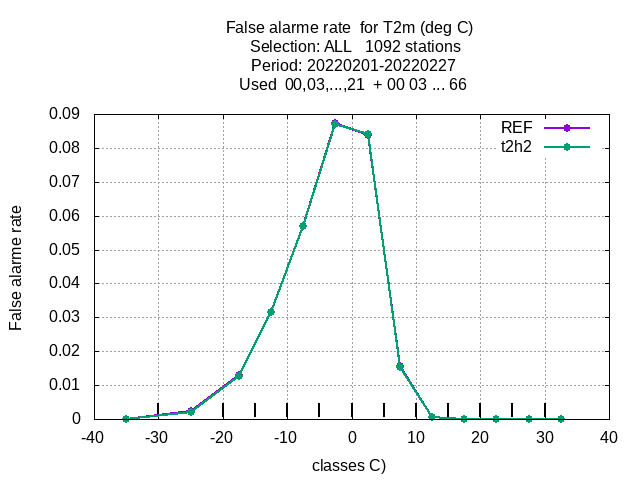 False alarme rate  for T2m (deg C)
Selection: ALL   1092 stations
Period: 20220201-20220227
Used  00,03,...,21  + 00 03 ... 66
REF
t2h2
0.09
0.08
0.07
0.06
0.05
0.04
0.03
0.02
0.01
0
False alarme rate
-40 -30 -20 -10 0 10 20 30 40
classes C)